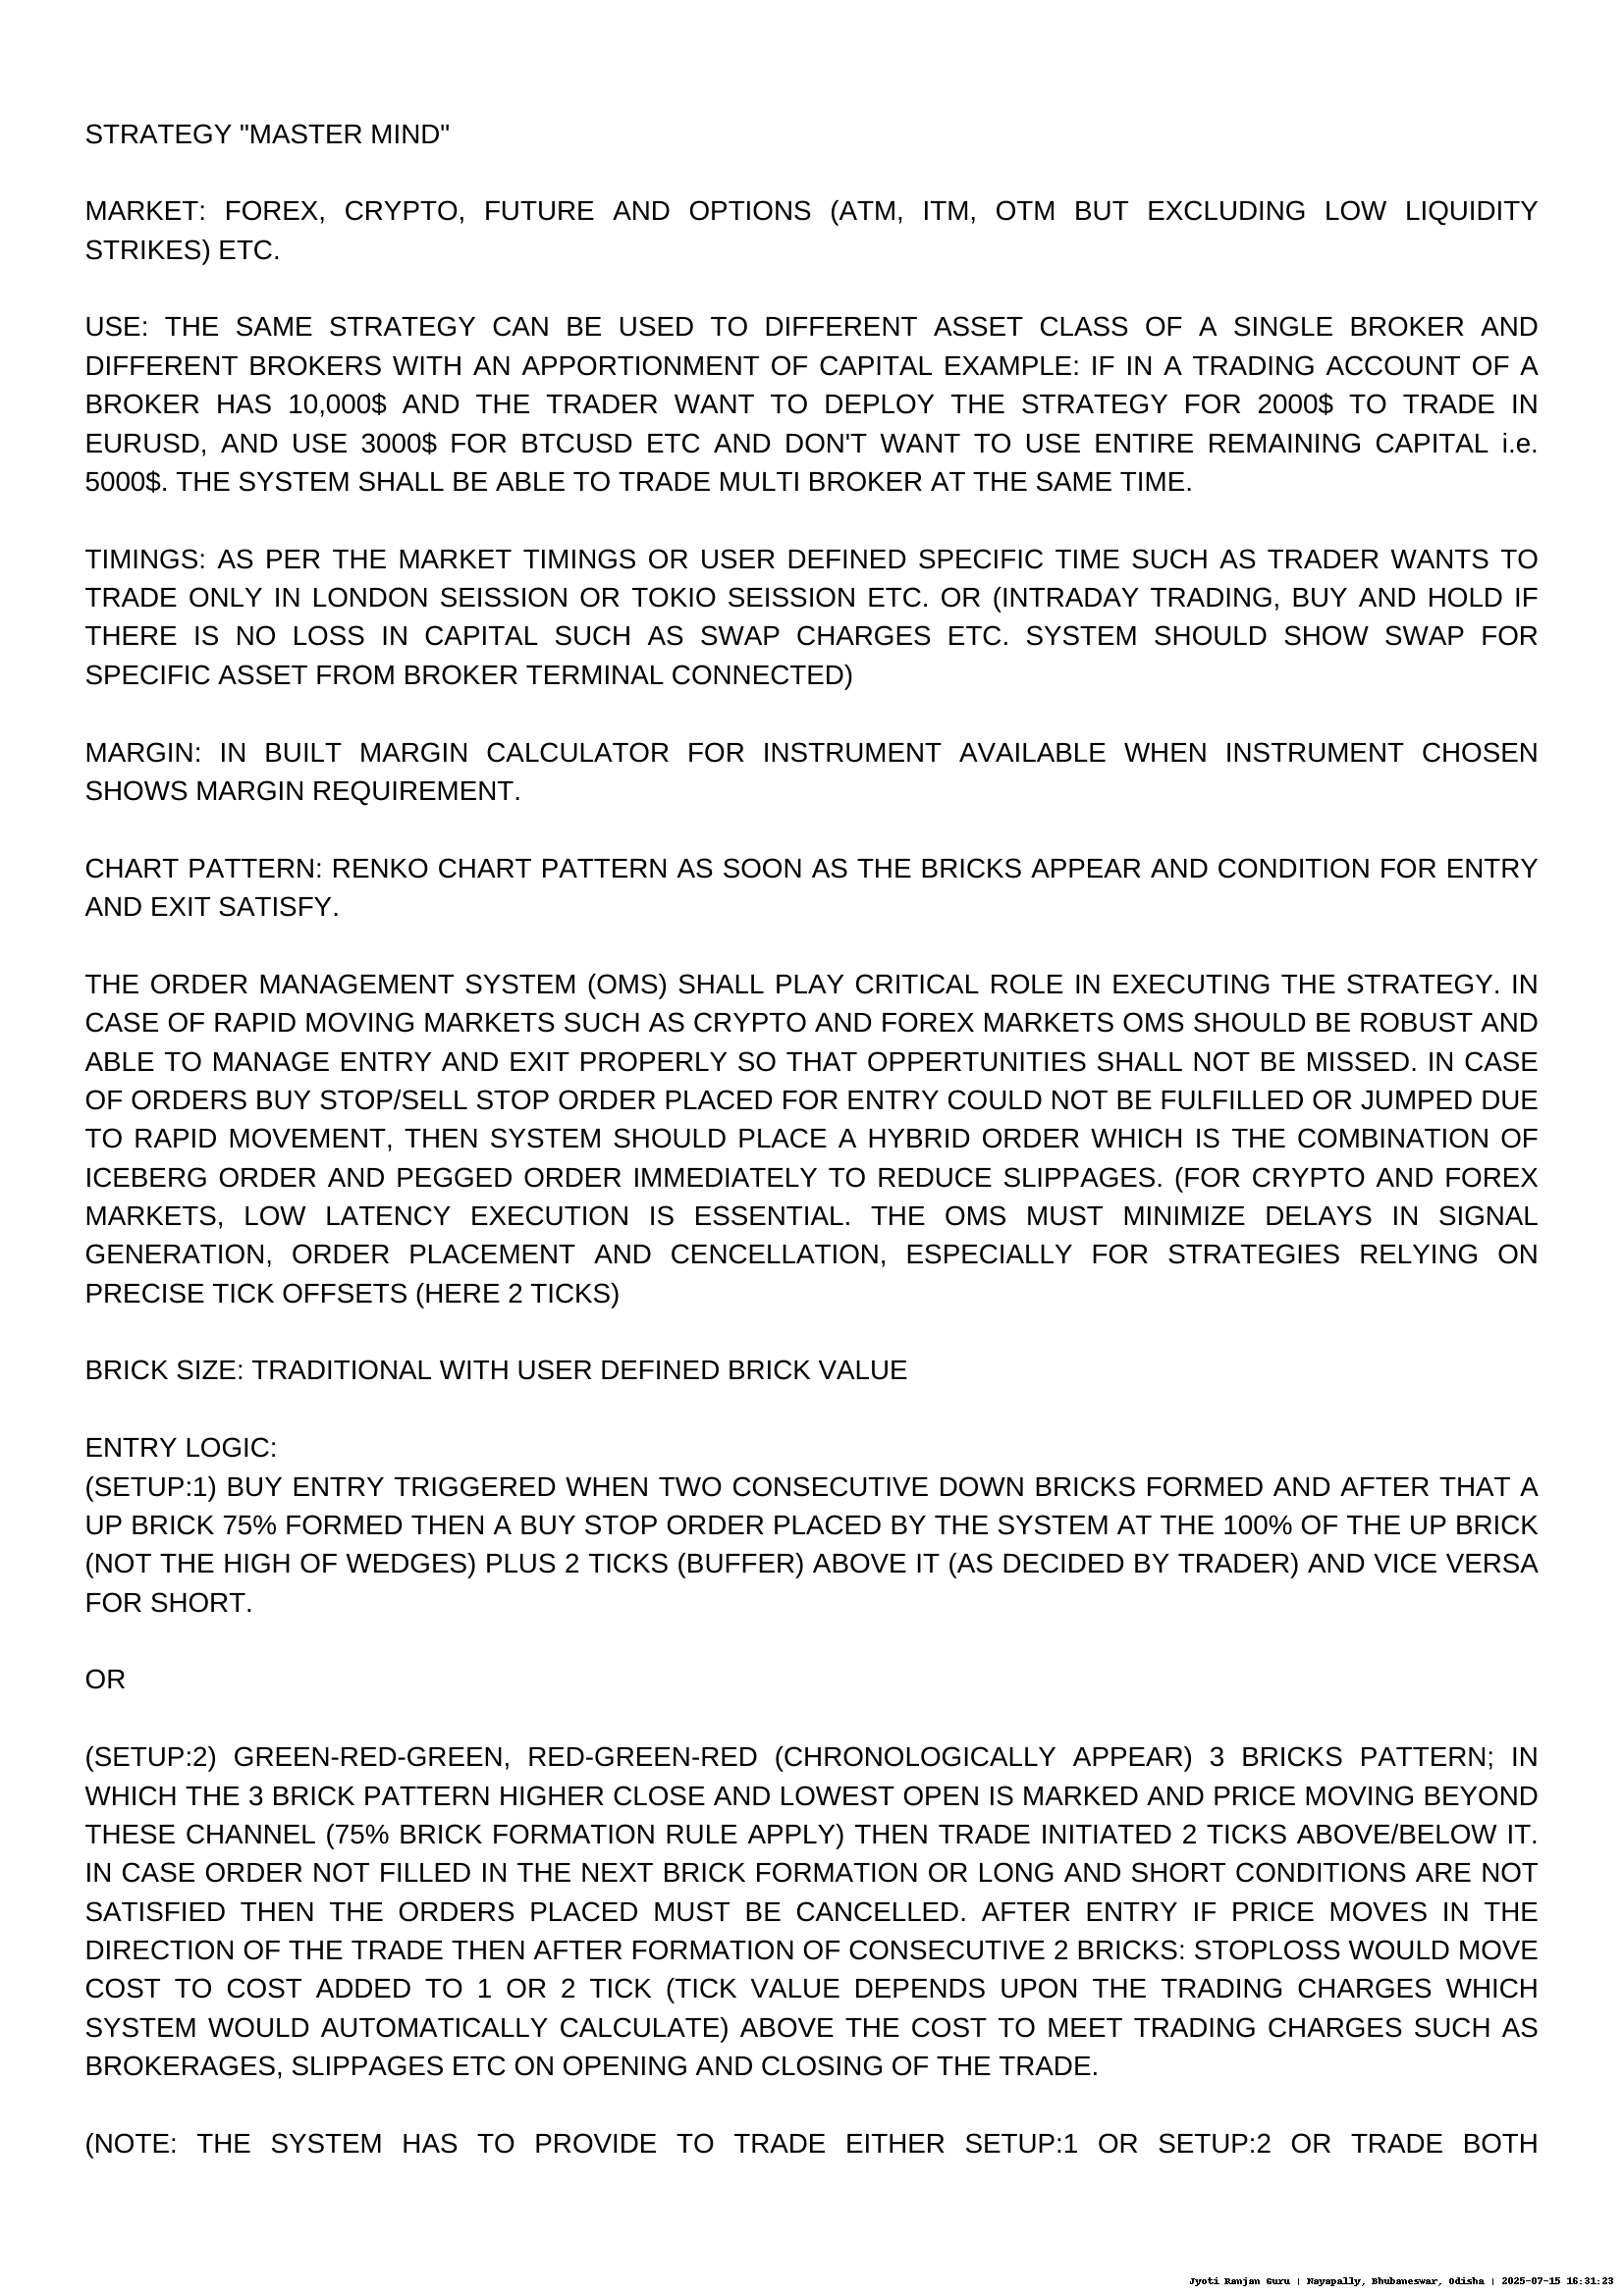 STRATEGY "MASTER MIND"
MARKET: FOREX, CRYPTO, FUTURE AND OPTIONS (ATM, ITM, OTM BUT EXCLUDING LOW LIQUIDITY
STRIKES) ETC.
USE: THE SAME STRATEGY CAN BE USED TO DIFFERENT ASSET CLASS OF A SINGLE BROKER AND
DIFFERENT BROKERS WITH AN APPORTIONMENT OF CAPITAL EXAMPLE: IF IN A TRADING ACCOUNT OF A
BROKER HAS 10,000$ AND THE TRADER WANT TO DEPLOY THE STRATEGY FOR 2000$ TO TRADE IN
EURUSD, AND USE 3000$ FOR BTCUSD ETC AND DON'T WANT TO USE ENTIRE REMAINING CAPITAL i.e.
5000$. THE SYSTEM SHALL BE ABLE TO TRADE MULTI BROKER AT THE SAME TIME.
TIMINGS: AS PER THE MARKET TIMINGS OR USER DEFINED SPECIFIC TIME SUCH AS TRADER WANTS TO
TRADE ONLY IN LONDON SEISSION OR TOKIO SEISSION ETC. OR (INTRADAY TRADING, BUY AND HOLD IF
THERE IS NO LOSS IN CAPITAL SUCH AS SWAP CHARGES ETC. SYSTEM SHOULD SHOW SWAP FOR
SPECIFIC ASSET FROM BROKER TERMINAL CONNECTED)
MARGIN: IN BUILT MARGIN CALCULATOR FOR INSTRUMENT AVAILABLE WHEN INSTRUMENT CHOSEN
SHOWS MARGIN REQUIREMENT.
CHART PATTERN: RENKO CHART PATTERN AS SOON AS THE BRICKS APPEAR AND CONDITION FOR ENTRY
AND EXIT SATISFY.
THE ORDER MANAGEMENT SYSTEM (OMS) SHALL PLAY CRITICAL ROLE IN EXECUTING THE STRATEGY. IN
CASE OF RAPID MOVING MARKETS SUCH AS CRYPTO AND FOREX MARKETS OMS SHOULD BE ROBUST AND
ABLE TO MANAGE ENTRY AND EXIT PROPERLY SO THAT OPPERTUNITIES SHALL NOT BE MISSED. IN CASE
OF ORDERS BUY STOP/SELL STOP ORDER PLACED FOR ENTRY COULD NOT BE FULFILLED OR JUMPED DUE
TO RAPID MOVEMENT, THEN SYSTEM SHOULD PLACE A HYBRID ORDER WHICH IS THE COMBINATION OF
ICEBERG ORDER AND PEGGED ORDER IMMEDIATELY TO REDUCE SLIPPAGES. (FOR CRYPTO AND FOREX
MARKETS, LOW LATENCY EXECUTION IS ESSENTIAL. THE OMS MUST MINIMIZE DELAYS IN SIGNAL
GENERATION, ORDER PLACEMENT AND CENCELLATION, ESPECIALLY FOR STRATEGIES RELYING ON
PRECISE TICK OFFSETS (HERE 2 TICKS)
BRICK SIZE: TRADITIONAL WITH USER DEFINED BRICK VALUE
ENTRY LOGIC:
(SETUP:1) BUY ENTRY TRIGGERED WHEN TWO CONSECUTIVE DOWN BRICKS FORMED AND AFTER THAT A
UP BRICK 75% FORMED THEN A BUY STOP ORDER PLACED BY THE SYSTEM AT THE 100% OF THE UP BRICK
(NOT THE HIGH OF WEDGES) PLUS 2 TICKS (BUFFER) ABOVE IT (AS DECIDED BY TRADER) AND VICE VERSA
FOR SHORT.
OR
(SETUP:2) GREEN-RED-GREEN, RED-GREEN-RED (CHRONOLOGICALLY APPEAR) 3 BRICKS PATTERN; IN
WHICH THE 3 BRICK PATTERN HIGHER CLOSE AND LOWEST OPEN IS MARKED AND PRICE MOVING BEYOND
THESE CHANNEL (75% BRICK FORMATION RULE APPLY) THEN TRADE INITIATED 2 TICKS ABOVE/BELOW IT.
IN CASE ORDER NOT FILLED IN THE NEXT BRICK FORMATION OR LONG AND SHORT CONDITIONS ARE NOT
SATISFIED THEN THE ORDERS PLACED MUST BE CANCELLED. AFTER ENTRY IF PRICE MOVES IN THE
DIRECTION OF THE TRADE THEN AFTER FORMATION OF CONSECUTIVE 2 BRICKS: STOPLOSS WOULD MOVE
COST TO COST ADDED TO 1 OR 2 TICK (TICK VALUE DEPENDS UPON THE TRADING CHARGES WHICH
SYSTEM WOULD AUTOMATICALLY CALCULATE) ABOVE THE COST TO MEET TRADING CHARGES SUCH AS
BROKERAGES, SLIPPAGES ETC ON OPENING AND CLOSING OF THE TRADE.
(NOTE: THE SYSTEM HAS TO PROVIDE TO TRADE EITHER SETUP:1 OR SETUP:2 OR TRADE BOTH
Jyoti Ranjan Guru | Nayapally, Bhubaneswar, Odisha | 2025-07-15 16:31:23